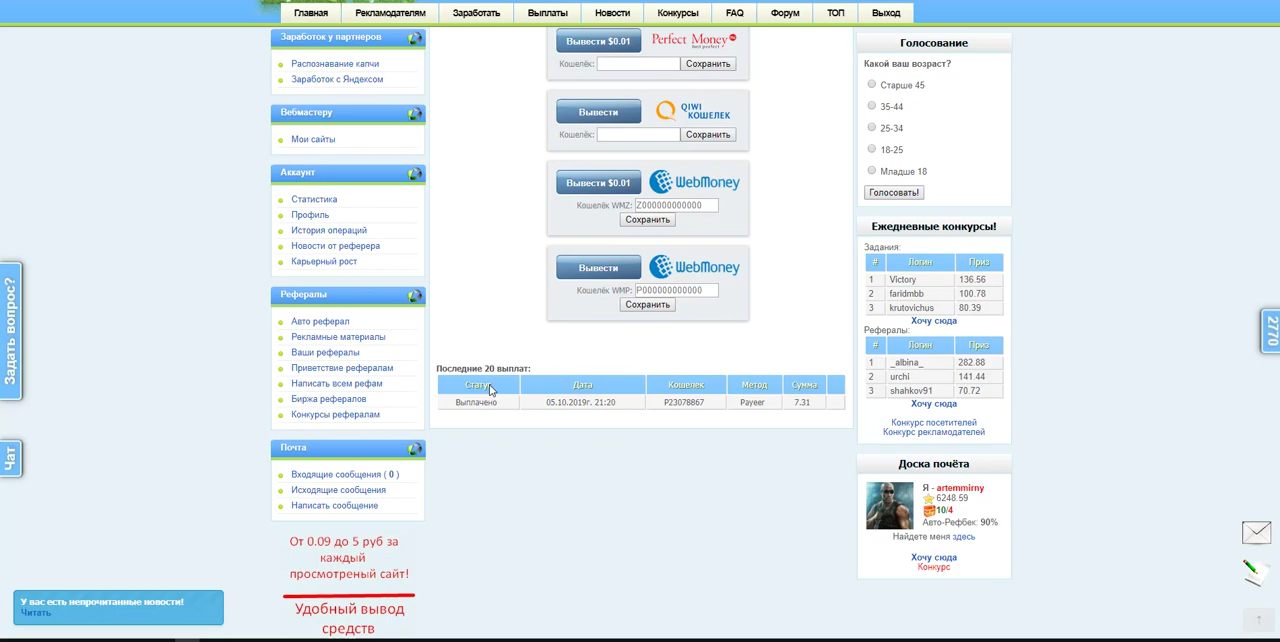 Главная Рекламодателям Заработать Выплаты Новости Конкурсы FAQ Форум ТОП Выход
Заработок у партнеров
Распознавание капчи
Заработок с Яндексом
Вебмастеру
Мои сайты
Аккаунт
Статистика
Профиль
История операций
Новости от реферера
Карьерный рост
Рефералы
Авто реферал
Рекламные материалы
Ваши рефералы
Приветствие рефералам
Написать всем рефам
Биржа рефералов
Конкурсы рефералам
Почта
Входящие сообщения ( 0 )
Исходящие сообщения
Написать сообщение
От 0.09 до 5 руб за
каждый
просмотреный сайт!
Удобный вывод
средств
Задать вопрос?
Чат
У вас есть непрочитанные новости!
Читать
Вывести $0.01 Perfect Money
Кошелёк: Сохранить
Вывести QIWI
КОШЕЛЕК
Кошелёк: Сохранить
Вывести $0.01 WebMoney
Кошелёк WMZ: Z000000000000
Сохранить
Вывести WebMoney
Кошелёк WMP: P000000000000
Сохранить
Последние 20 выплат:
Статус Дата Кошелек Метод Сумма
Выплачено 05.10.2019г. 21:20 P23078867 Payeer 7.31
Голосование
Какой ваш возраст?
Старше 45
35-44
25-34
18-25
Младше 18
Голосовать!
Ежедневные конкурсы!
Задания:
# Логин Приз
1 Victory 136.56
2 faridmbb 100.78
3 krutovichus 80.39
Хочу сюда
Рефералы:
# Логин Приз
1 _albina_ 282.88
2 urchi 141.44
3 shahkov91 70.72
Хочу сюда
Конкурс посетителей
Конкурс рекламодателей
Доска почёта
Я - artemmirny
6248.59
10/4
Авто-Рефбек: 90%
Найдете меня здесь
Хочу сюда
Конкурс
2770